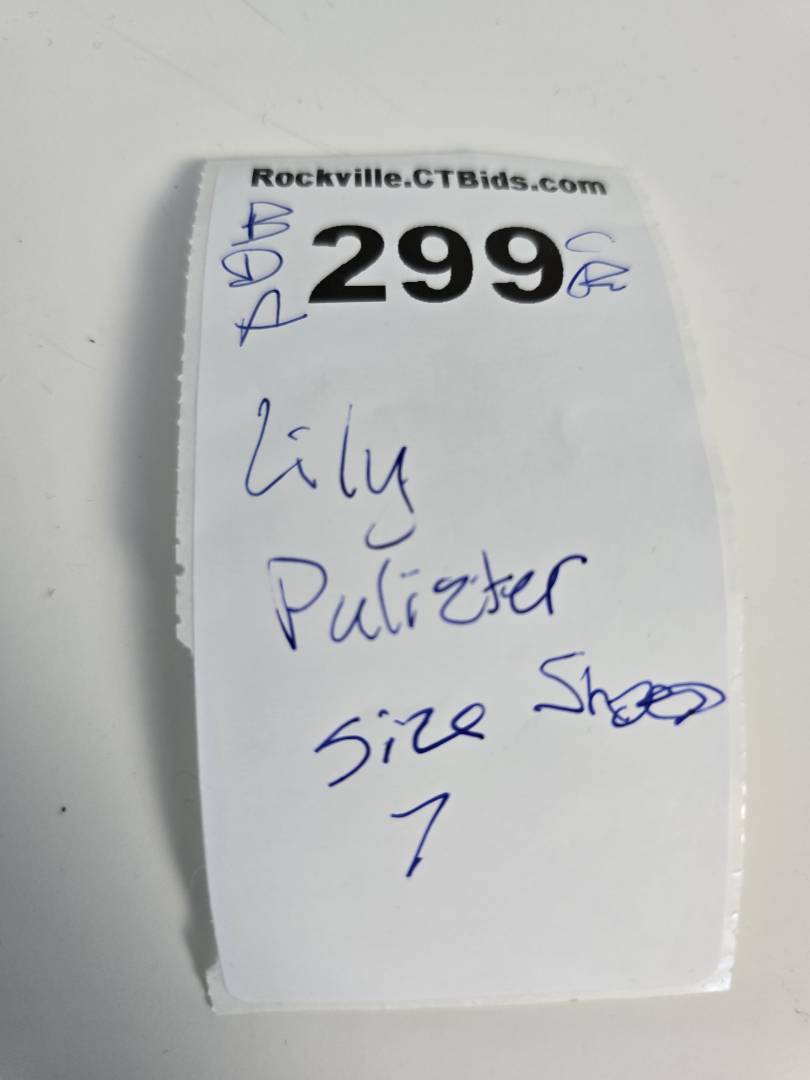 Rockville.CTBids.com
B
D
A
299
C
R
Lily
Pulizter
Size Shoes
7